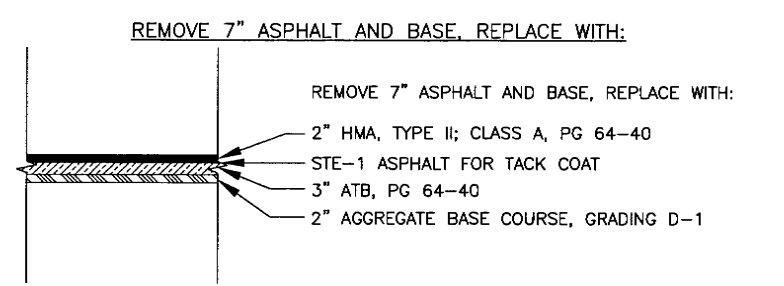 REMOVE 7" ASPHALT AND BASE, REPLACE WITH:
REMOVE 7" ASPHALT AND BASE, REPLACE WITH:
2" HMA, TYPE II; CLASS A, PG 64-40
STE-1 ASPHALT FOR TACK COAT
3" ATB, PG 64-40
2" AGGREGATE BASE COURSE, GRADING D-1